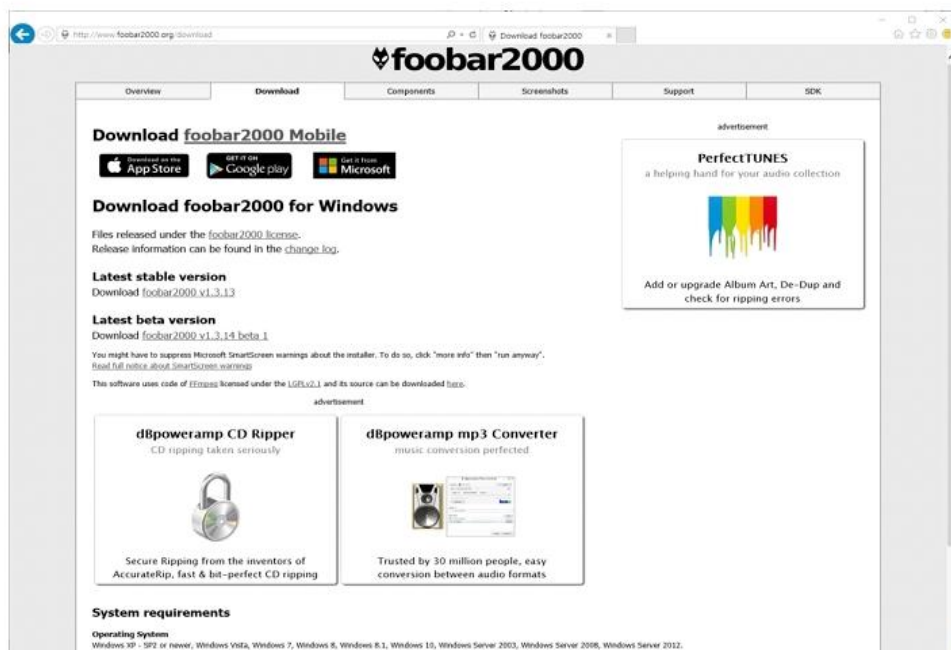 http://www.foobar2000.org/download
Download foobar2000
foobar2000
Overview
Download
Components
Screenshots
Support
SDK
Download foobar2000 Mobile
Download on the
App Store
GET IT ON
Google play
Get it from
Microsoft
Download foobar2000 for Windows
Files released under the foobar2000 license.
Release information can be found in the change log.
Latest stable version
Download foobar2000 v1.3.13
Latest beta version
Download foobar2000 v1.3.14 beta 1
You might have to suppress Microsoft SmartScreen warnings about the installer. To do so, click "more info" then "run anyway".
Read full notice about SmartScreen warnings
This software uses code of FFmpeg licensed under the LGPLv2.1 and its source can be downloaded here.
advertisement
PerfectTUNES
a helping hand for your audio collection
Add or upgrade Album Art, De-Dup and
check for ripping errors
advertisement
dBpoweramp CD Ripper
CD ripping taken seriously
Secure Ripping from the inventors of
AccurateRip, fast & bit-perfect CD ripping
dBpoweramp mp3 Converter
music conversion perfected
Trusted by 30 million people, easy
conversion between audio formats
System requirements
Operating System
Windows XP - SP2 or newer, Windows Vista, Windows 7, Windows 8, Windows 8.1, Windows 10, Windows Server 2003, Windows Server 2008, Windows Server 2012.